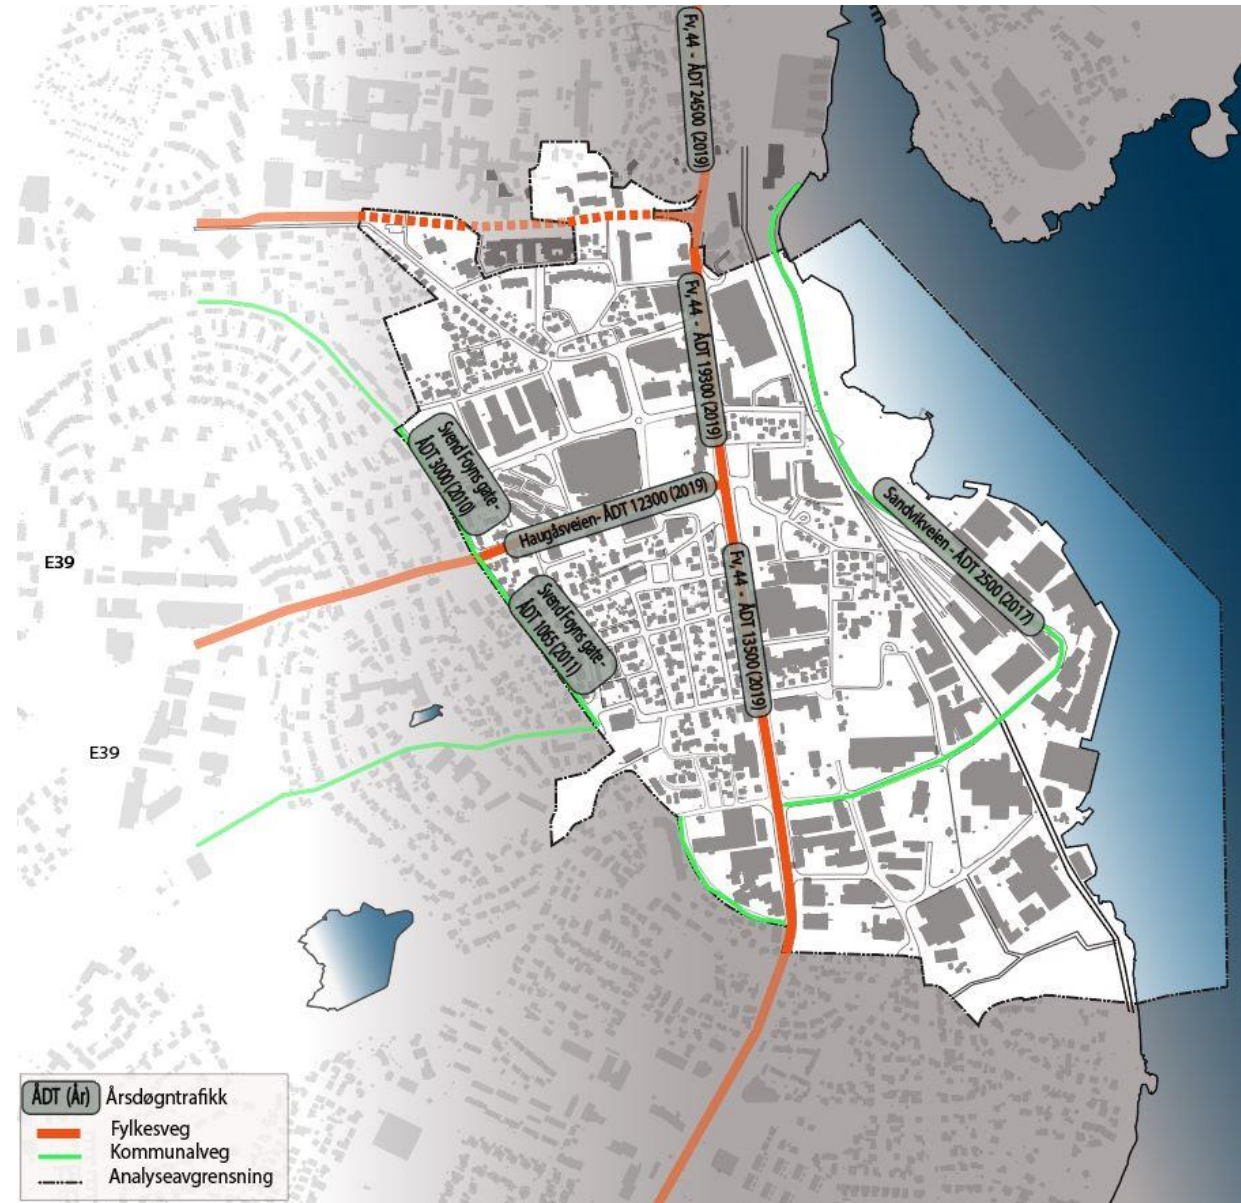 Fv, 44 - ÅDT 24500 (2019)
Fv, 44 - ÅDT 19300 (2019)
Svend Foyns gate -
ÅDT 3000 (2010)
Haugåsveien- ÅDT 12300 (2019)
Sandvikveien - ÅDT 2500 (2017)
E39
Svend Foyns gate-
ÅDT 1065 (2011)
Fv, 44 - ÅDT 13500 (2019)
E39
ÅDT (År) Årsdøgntrafikk
Fylkesveg
Kommunalveg
Analyseavgrensning